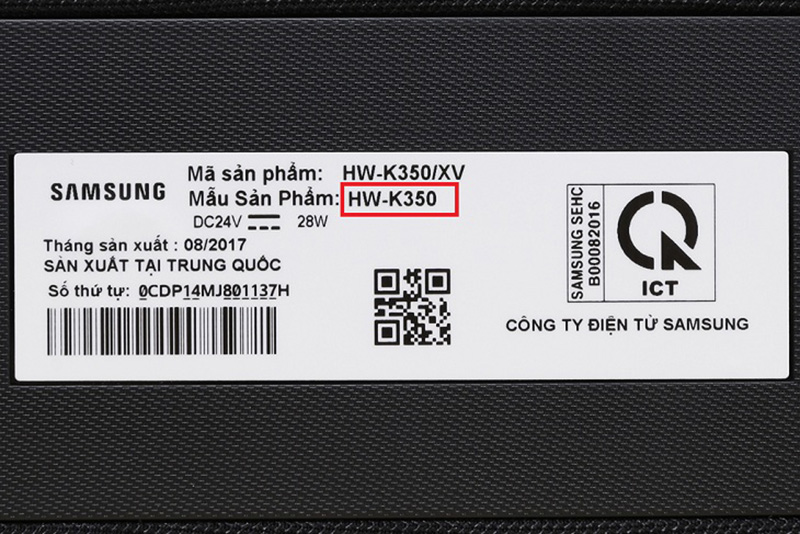 SAMSUNG
Mã sản phẩm: HW-K350/XV
Mẫu Sản Phẩm: HW-K350
DC24V 28W
Tháng sản xuất : 08/2017
SẢN XUẤT TẠI TRUNG QUỐC
Số thứ tự: 0CDP14MJ801137H
SAMSUNG SEHC
B00082016
ICT
CÔNG TY ĐIỆN TỬ SAMSUNG